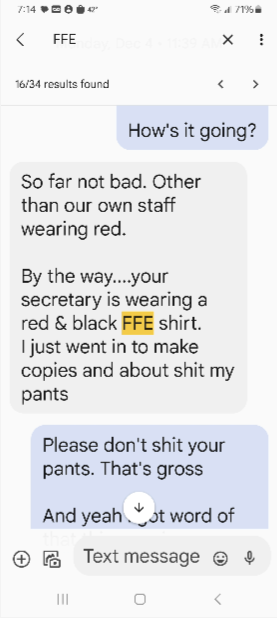 7:14 42°
71%
FFE
16/34 results found
How's it going?
So far not bad. Other
than our own staff
wearing red.
By the way....your
secretary is wearing a
red & black FFE shirt.
I just went in to make
copies and about shit my
pants
Please don't shit your
pants. That's gross
And yeah I got word of
Text message